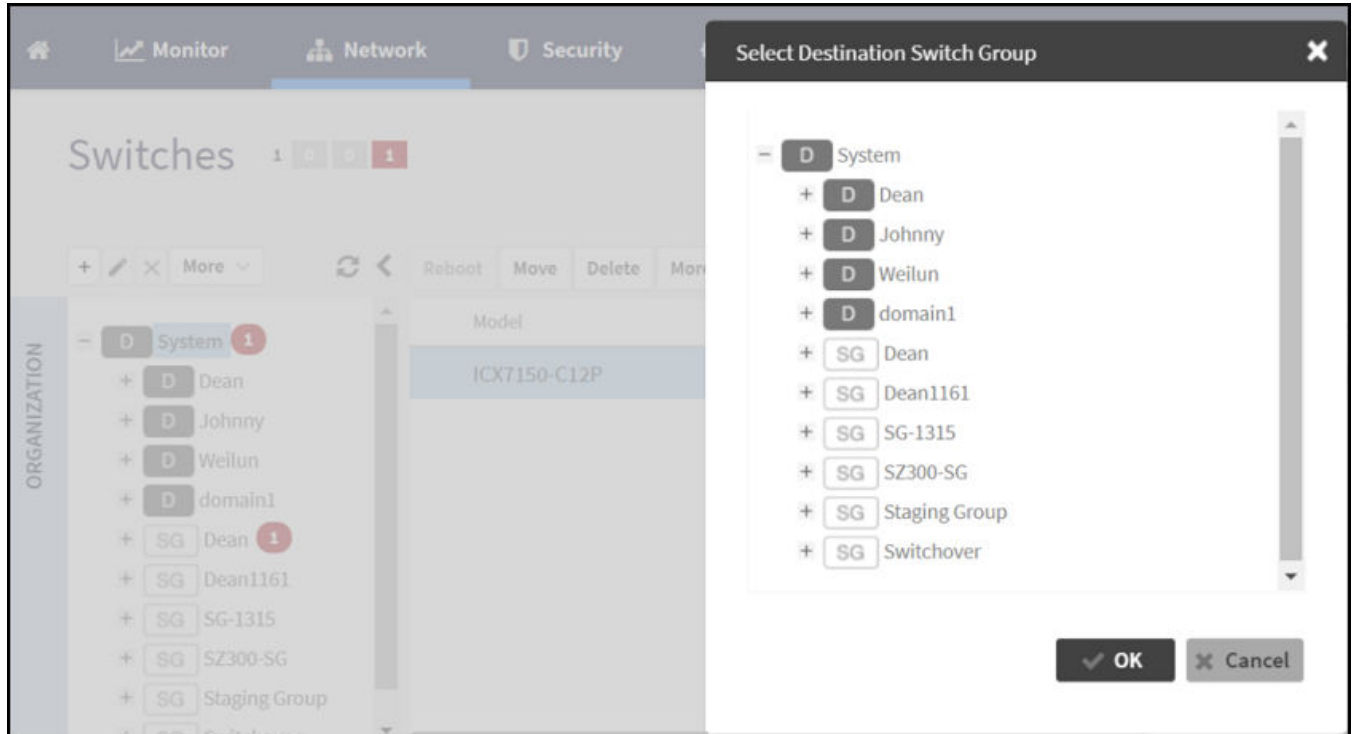 Monitor
Network
Security
Switches 1 0 0 1
More
Reboot Move Delete More
ORGANIZATION
Model
ICX7150-C12P
D System 1
D Dean
D Johnny
D Weilun
D domain1
SG Dean 1
SG Dean1161
SG SG-1315
SG SZ300-SG
SG Staging Group
Select Destination Switch Group
D System
D Dean
D Johnny
D Weilun
D domain1
SG Dean
SG Dean1161
SG SG-1315
SG SZ300-SG
SG Staging Group
SG Switchover
OK Cancel